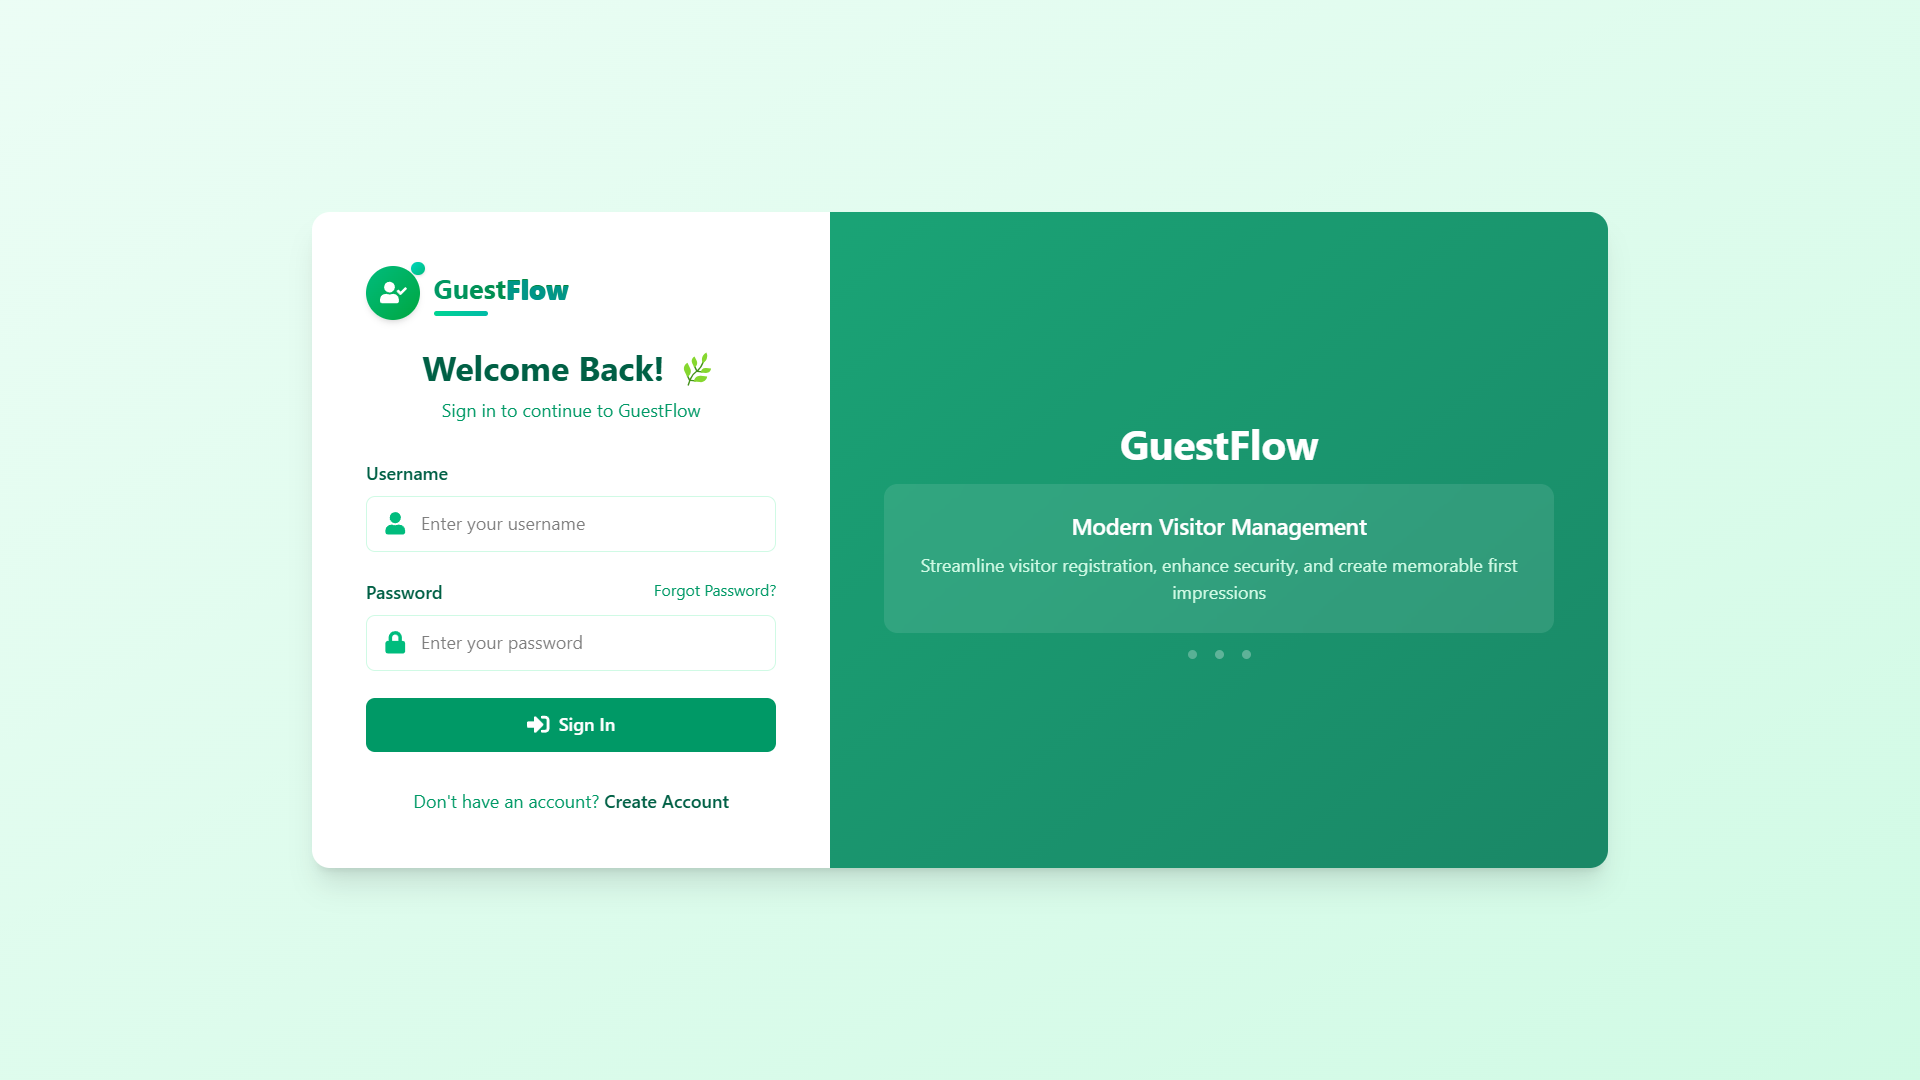 GuestFlow
Welcome Back! 🌿
Sign in to continue to GuestFlow
Username
Enter your username
Password
Forgot Password?
Enter your password
Sign In
Don't have an account? Create Account
GuestFlow
Modern Visitor Management
Streamline visitor registration, enhance security, and create memorable first
impressions